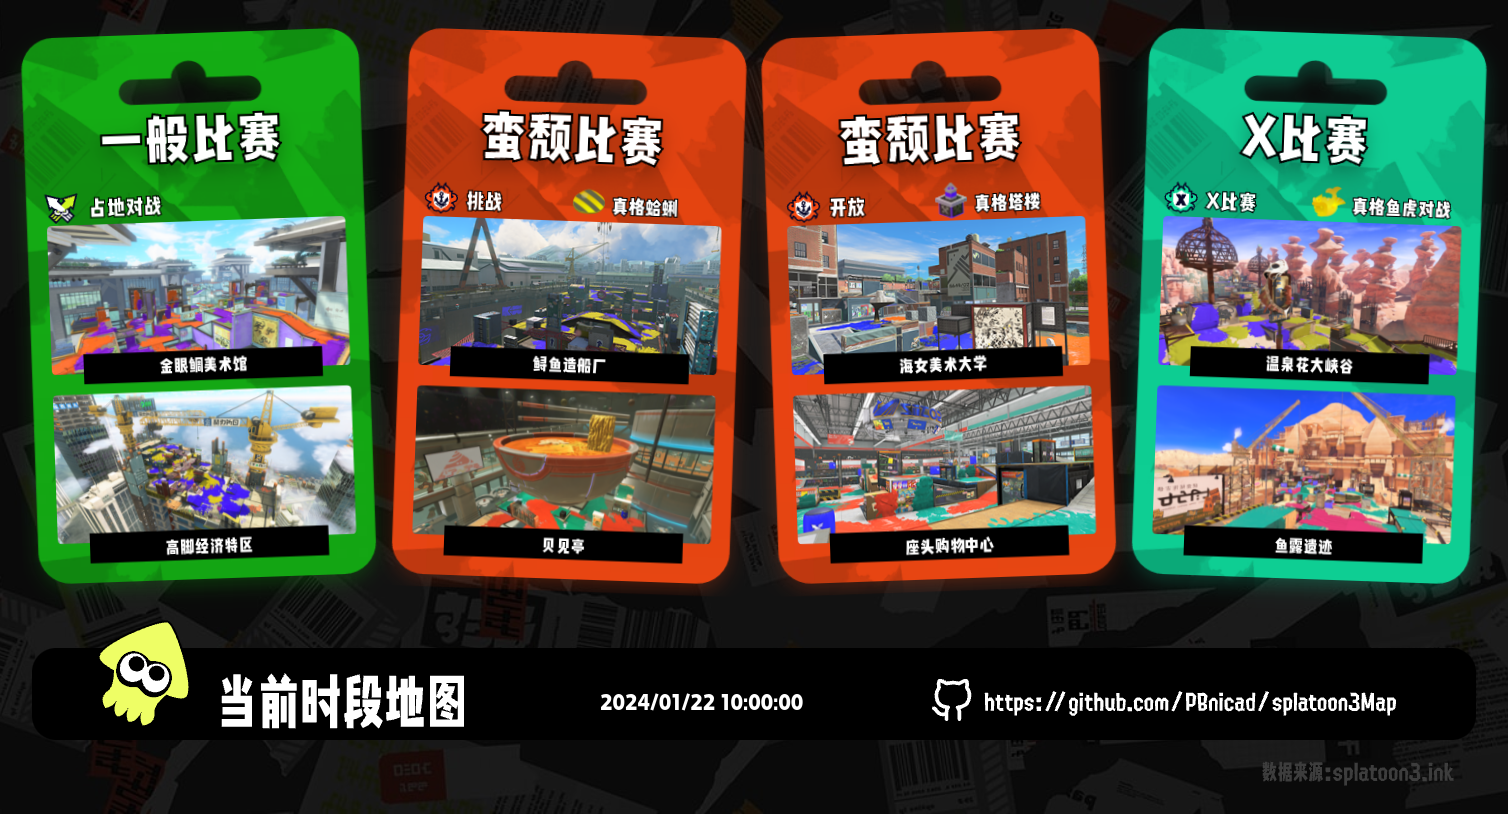 一般比赛
占地对战
金眼鲷美术馆
高脚经济特区
蛮颓比赛
挑战
真格蛤蜊
鲟鱼造船厂
贝见亭
蛮颓比赛
开放
真格塔楼
海女美术大学
座头购物中心
X比赛
X比赛
真格鱼虎对战
温泉花大峡谷
鱼露遗迹
当前时段地图
2024/01/22 10:00:00
https://github.com/PBnicad/splatoon3Map
数据来源:splatoon3.ink